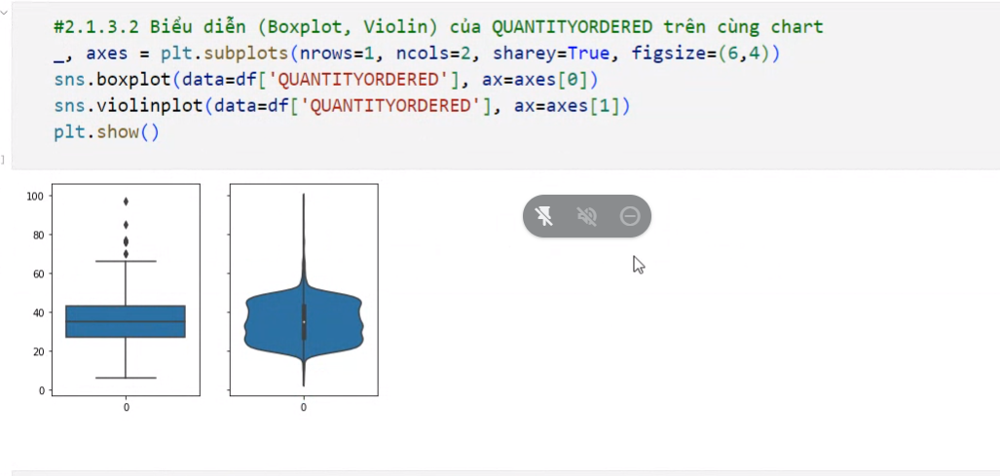 #2.1.3.2 Biểu diễn (Boxplot, Violin) của QUANTITYORDERED trên cùng chart
_, axes = plt.subplots(nrows=1, ncols=2, sharey=True, figsize=(6,4))
sns.boxplot(data=df['QUANTITYORDERED'], ax=axes[0])
sns.violinplot(data=df['QUANTITYORDERED'], ax=axes[1])
plt.show()
]
100
80
60
40
20
0
0
0